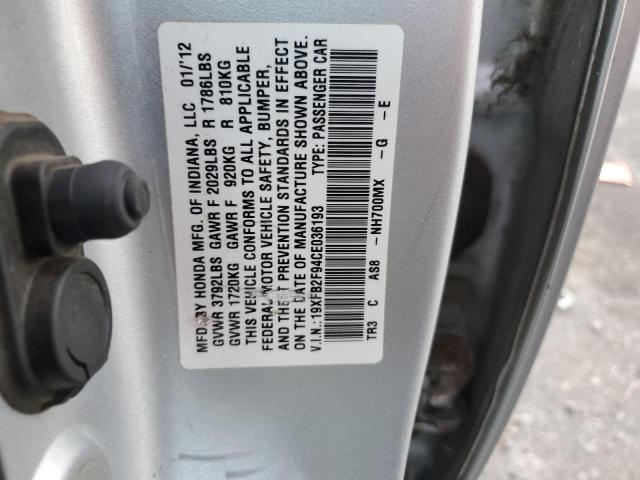 MFD. BY HONDA MFG. OF INDIANA, LLC 01/'12
GVWR 3792LBS GAWR F 2029LBS R 1786LBS
GVWR 1720KG GAWR F 920KG R 810KG
THIS VEHICLE CONFORMS TO ALL APPLICABLE
FEDERAL MOTOR VEHICLE SAFETY, BUMPER,
AND THEFT PREVENTION STANDARDS IN EFFECT
ON THE DATE OF MANUFACTURE SHOWN ABOVE.
V.I.N.: 19XFB2F94CE036193 TYPE: PASSENGER CAR
TR3 C AS8 -NH700MIX -G -E